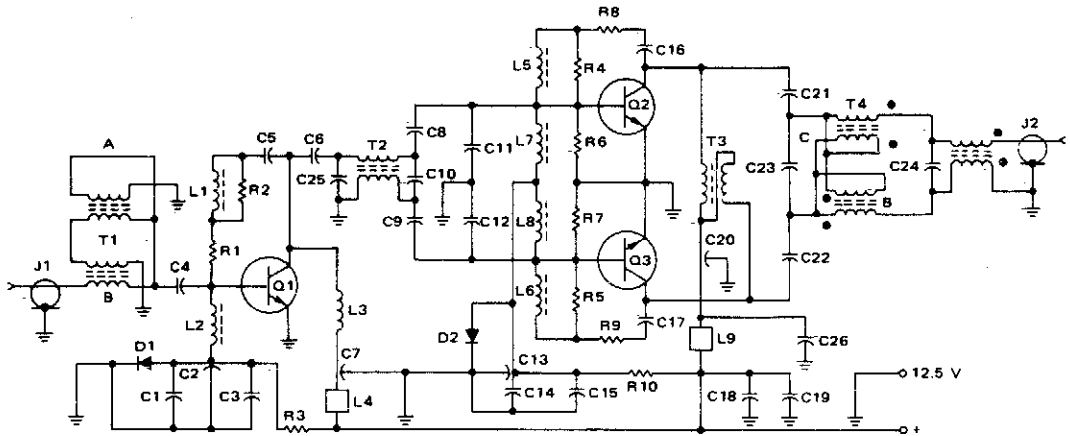 R8
C16
L5
R4
Q2
C21
T4
J2
C5
C6
T2
C8
C11
L7
R6
T3
C
C23
C24
A
L1
R2
C25
C10
T1
C9
C12
L8
R7
B
R1
C20
J1
B
C4
Q1
Q3
C22
L2
L3
L6
R5
D1
D2
R9
C17
L9
C26
C2
C7
C13
12.5 V
C1
C3
L4
C14
C15
R10
C18
C19
R3
+